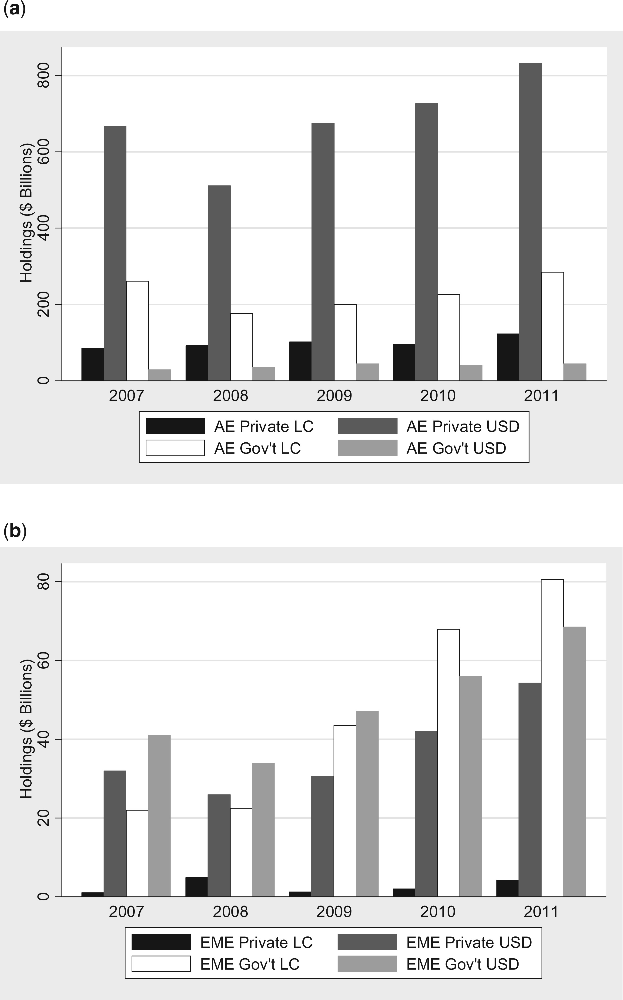 (a)
Holdings ($ Billions)
800
600
400
200
0
2007 2008 2009 2010 2011
AE Private LC AE Private USD
AE Gov't LC AE Gov't USD
(b)
Holdings ($ Billions)
80
60
40
20
0
2007 2008 2009 2010 2011
EME Private LC EME Private USD
EME Gov't LC EME Gov't USD